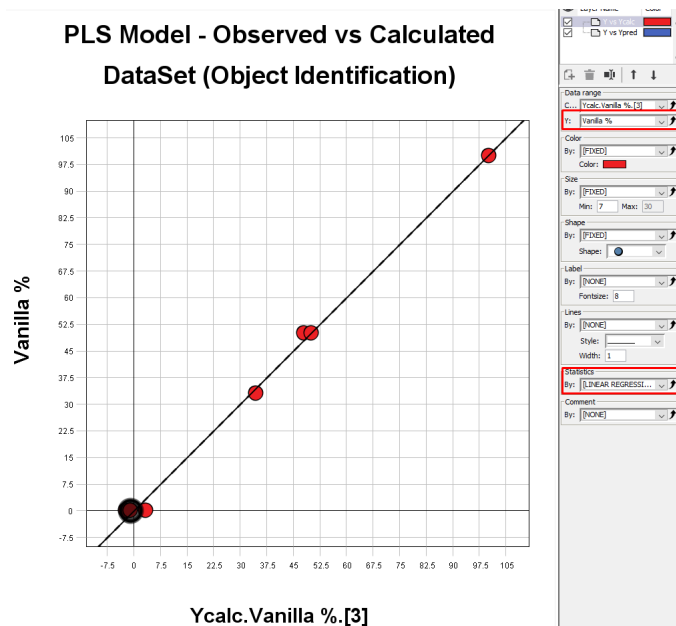 PLS Model - Observed vs Calculated
DataSet (Object Identification)
105
97.5
90
82.5
75
67.5
60
52.5
45
37.5
30
22.5
15
7.5
0
-7.5
Vanilla %
-7.5 0 7.5 15 22.5 30 37.5 45 52.5 60 67.5 75 82.5 90 97.5 105
Ycalc.Vanilla %.[3]
Layer Name Color
Y vs Ycalc
Y vs Ypred
Data range
C... Ycalc.Vanilla %.[3]
Y: Vanilla %
Color
By: [FIXED]
Color:
Size
By: [FIXED]
Min: 7 Max: 30
Shape
By: [FIXED]
Shape:
Label
By: [NONE]
Fontsize: 8
Lines
By: [NONE]
Style:
Width: 1
Statistics
By: [LINEAR REGRESSI...
Comment
By: [NONE]